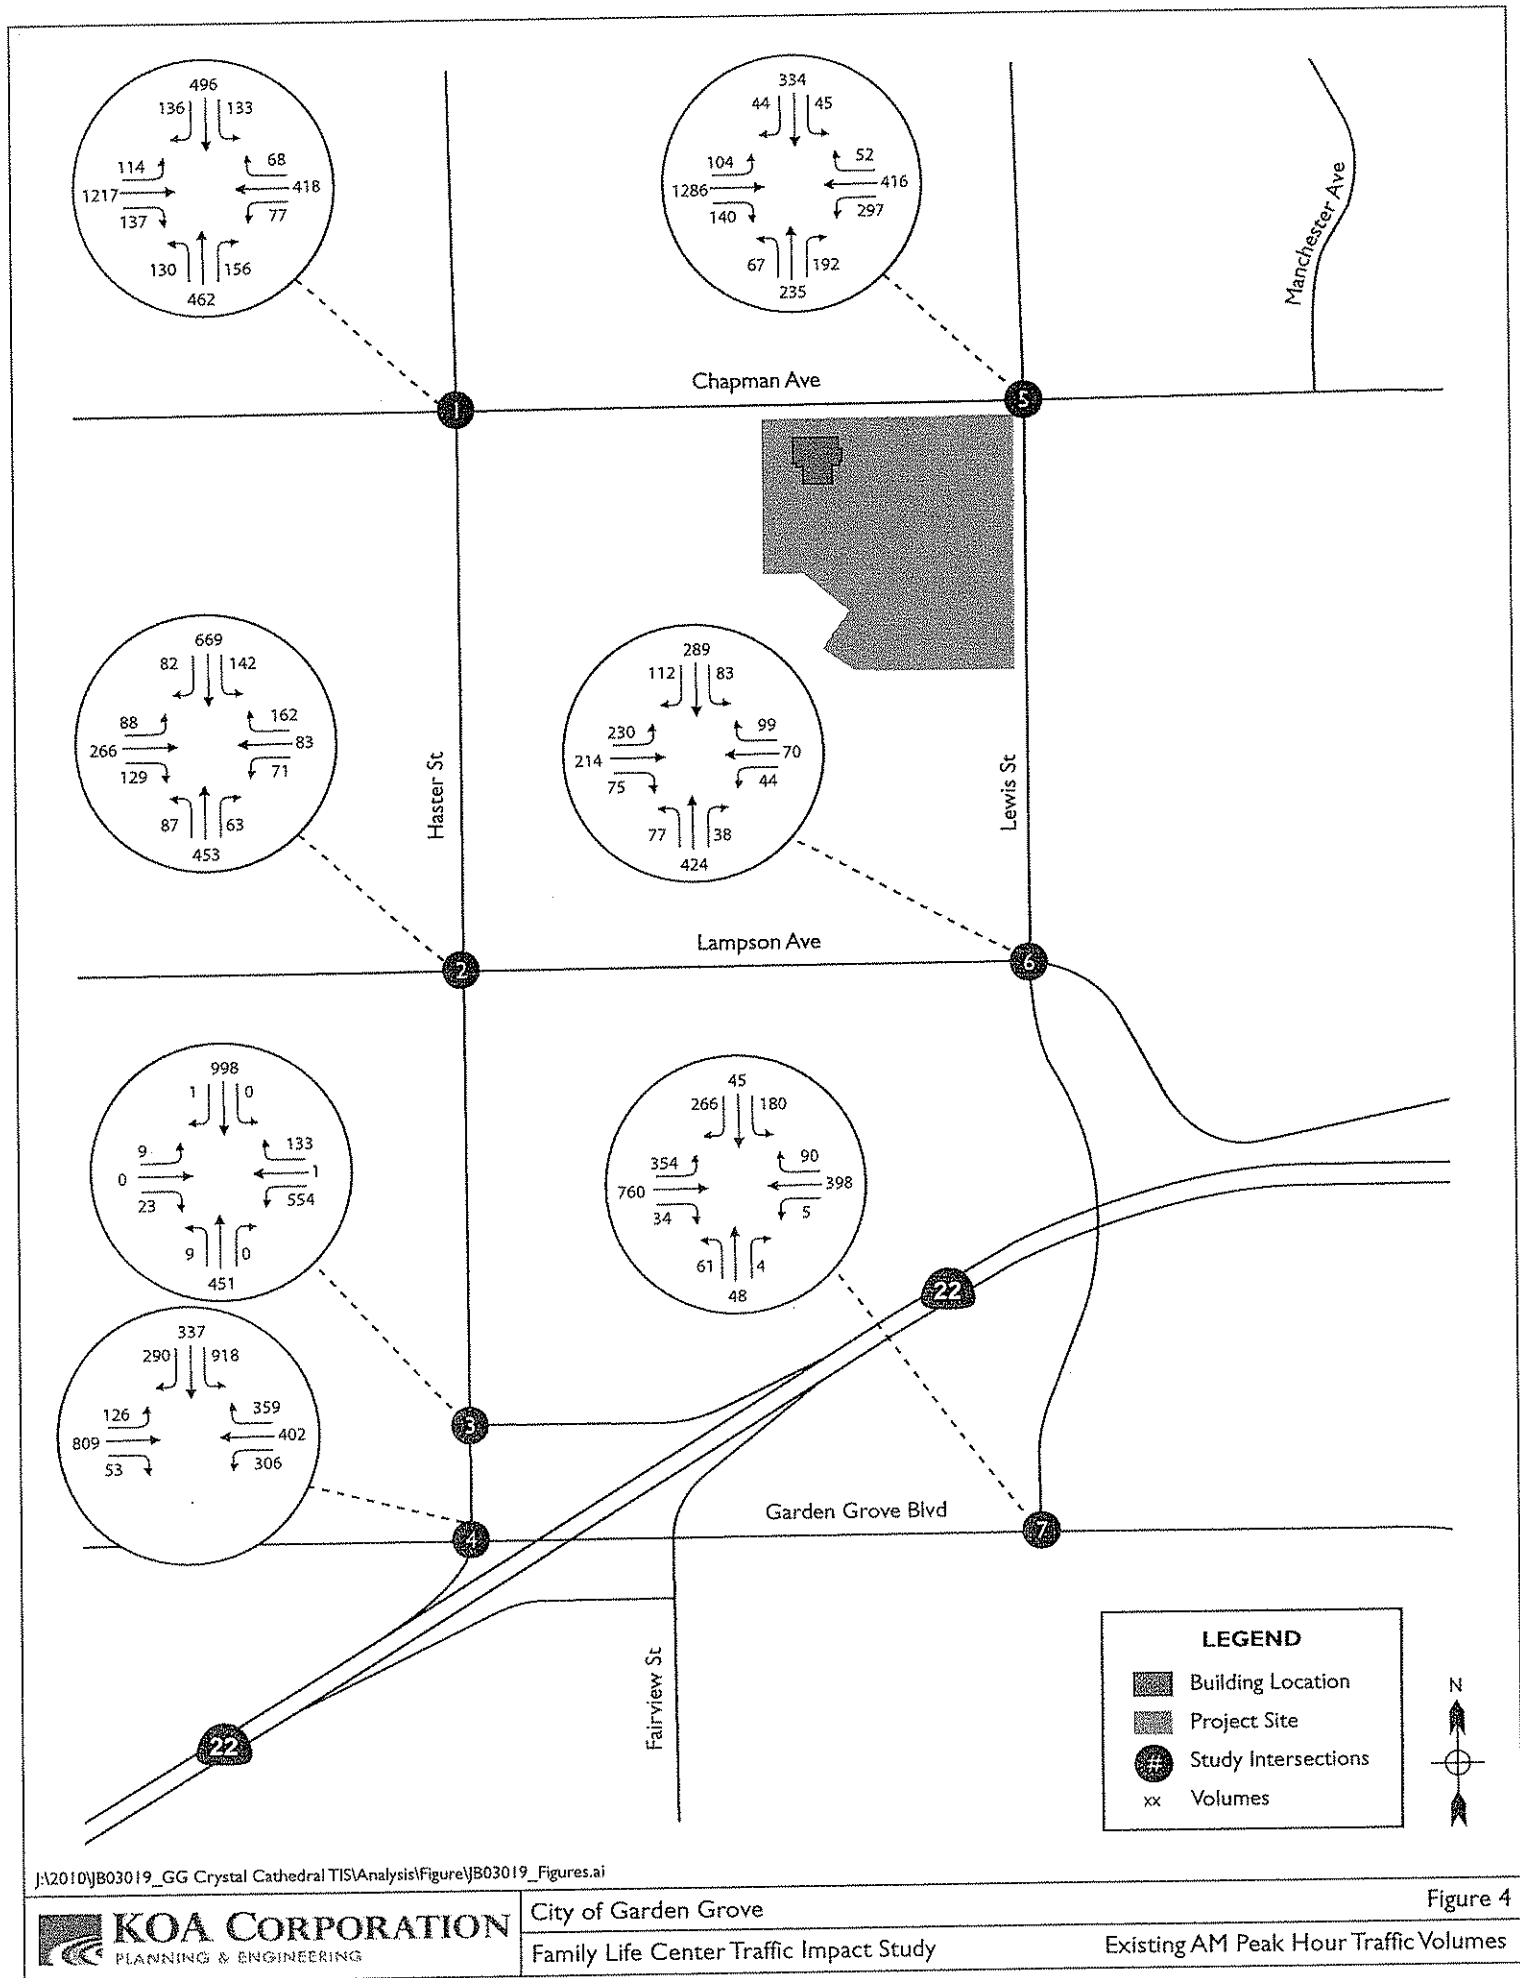 496
136 133
114 68
1217 418
137 77
130 156
462
334
44 45
104 52
1286 416
140 297
67 192
235
Manchester Ave
Chapman Ave
1
5
669
82 142
88 162
266 83
129 71
87 63
453
Haster St
289
112 83
230 99
214 70
75 44
77 38
424
Lewis St
Lampson Ave
2
6
998
1 0
9 133
0 1
23 554
9 0
451
45
266 180
354 90
760 398
34 5
61 4
48
22
337
290 918
126 359
809 402
53 306
3
Garden Grove Blvd
4
7
Fairview St
22
LEGEND
Building Location
Project Site
# Study Intersections
xx Volumes
N
J:\2010\JB03019_GG Crystal Cathedral TIS\Analysis\Figure\JB03019_Figures.ai
KOA CORPORATION
PLANNING & ENGINEERING
City of Garden Grove
Figure 4
Family Life Center Traffic Impact Study
Existing AM Peak Hour Traffic Volumes